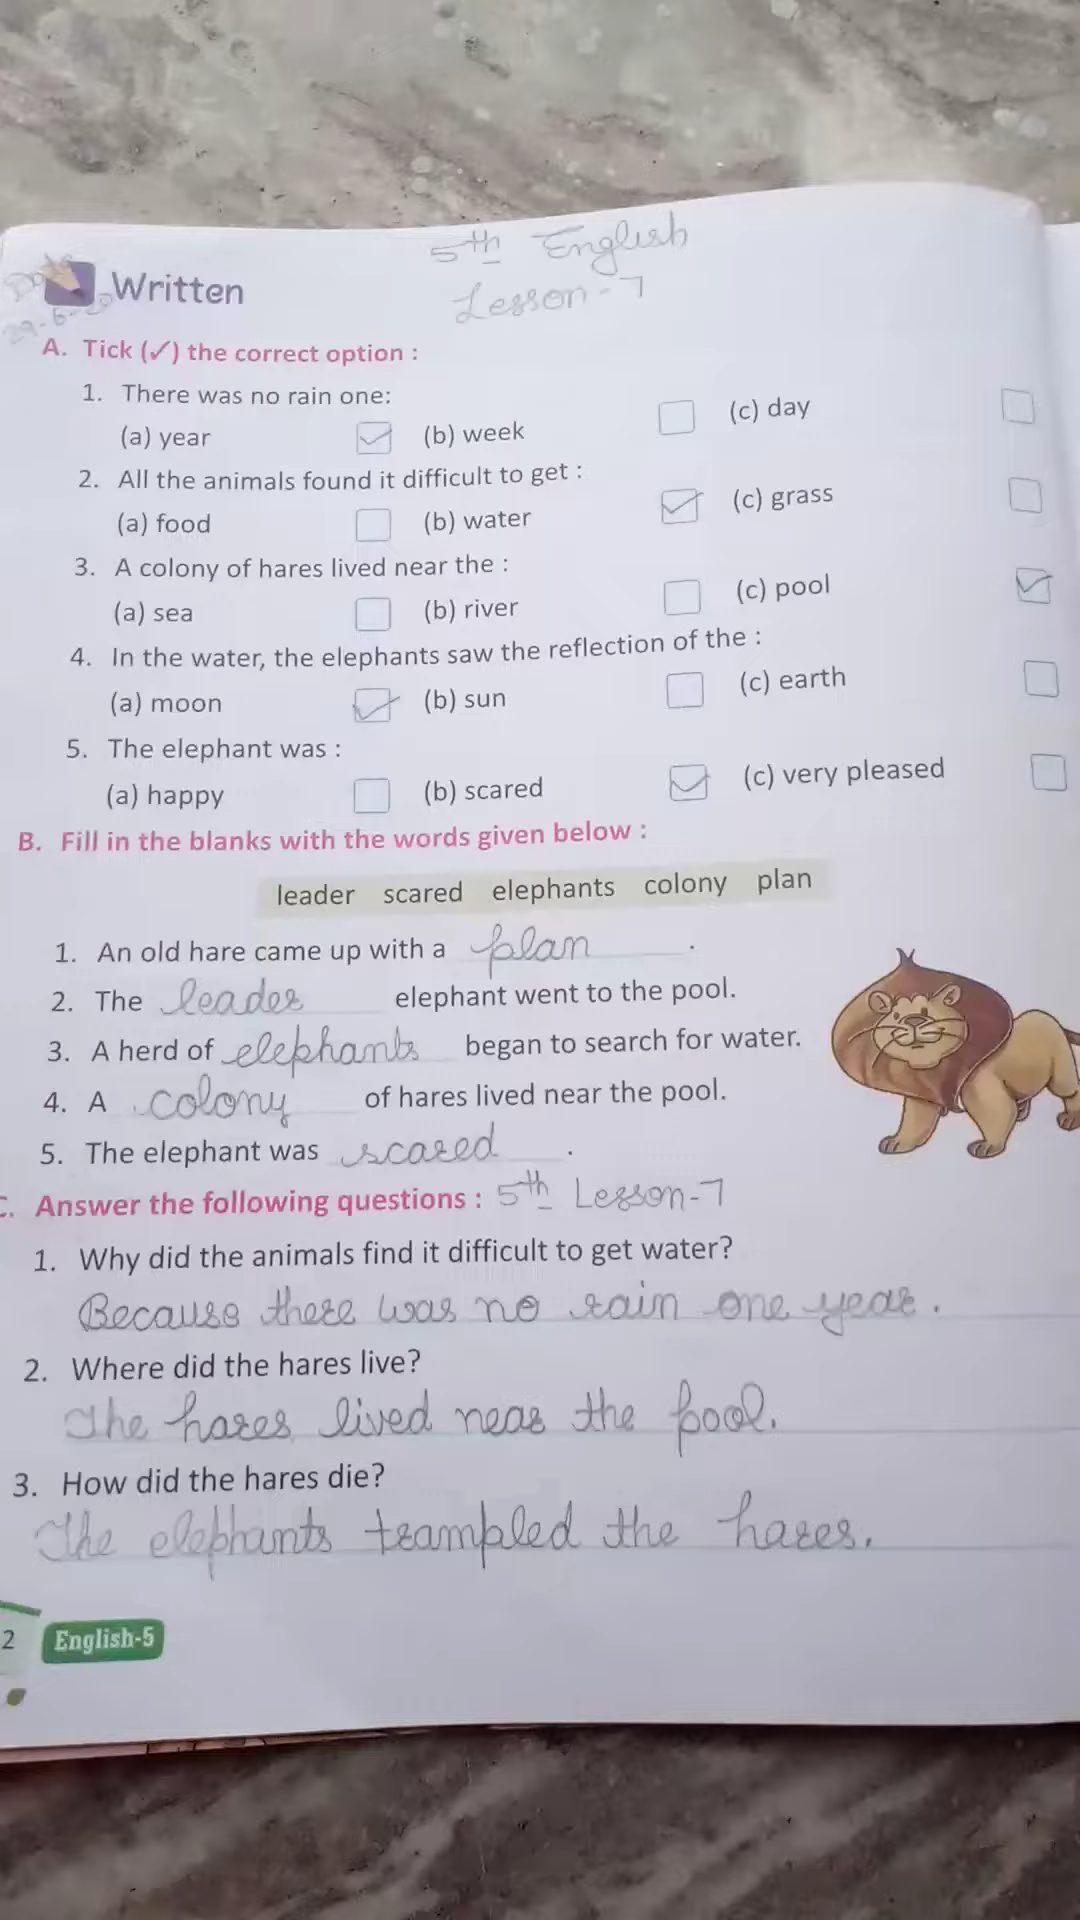 5th English
Written
Lesson-7
A. Tick (✓) the correct option :
1. There was no rain one:
(a) year (b) week (c) day
2. All the animals found it difficult to get :
(a) food (b) water (c) grass
3. A colony of hares lived near the :
(a) sea (b) river (c) pool
4. In the water, the elephants saw the reflection of the :
(a) moon (b) sun (c) earth
5. The elephant was :
(a) happy (b) scared (c) very pleased
B. Fill in the blanks with the words given below :
leader scared elephants colony plan
1. An old hare came up with a plan .
2. The leader elephant went to the pool.
3. A herd of elephants began to search for water.
4. A colony of hares lived near the pool.
5. The elephant was scared .
C. Answer the following questions : 5th Lesson-7
1. Why did the animals find it difficult to get water?
Because there was no rain one year.
2. Where did the hares live?
The hares lived near the pool.
3. How did the hares die?
The elephants trampled the hares.
2 English-5